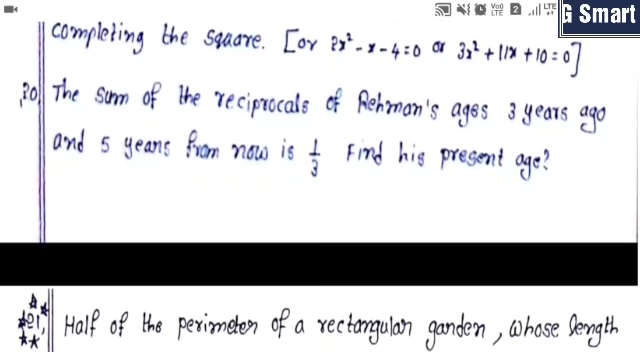 G Smart
completing the square. [or 2x² - x - 4 = 0 or 3x² + 11x + 10 = 0]
20) The sum of the reciprocals of Rehman's ages 3 years ago
and 5 years from now is 1/3 Find his present age?
21, Half of the perimeter of a rectangular garden, whose length